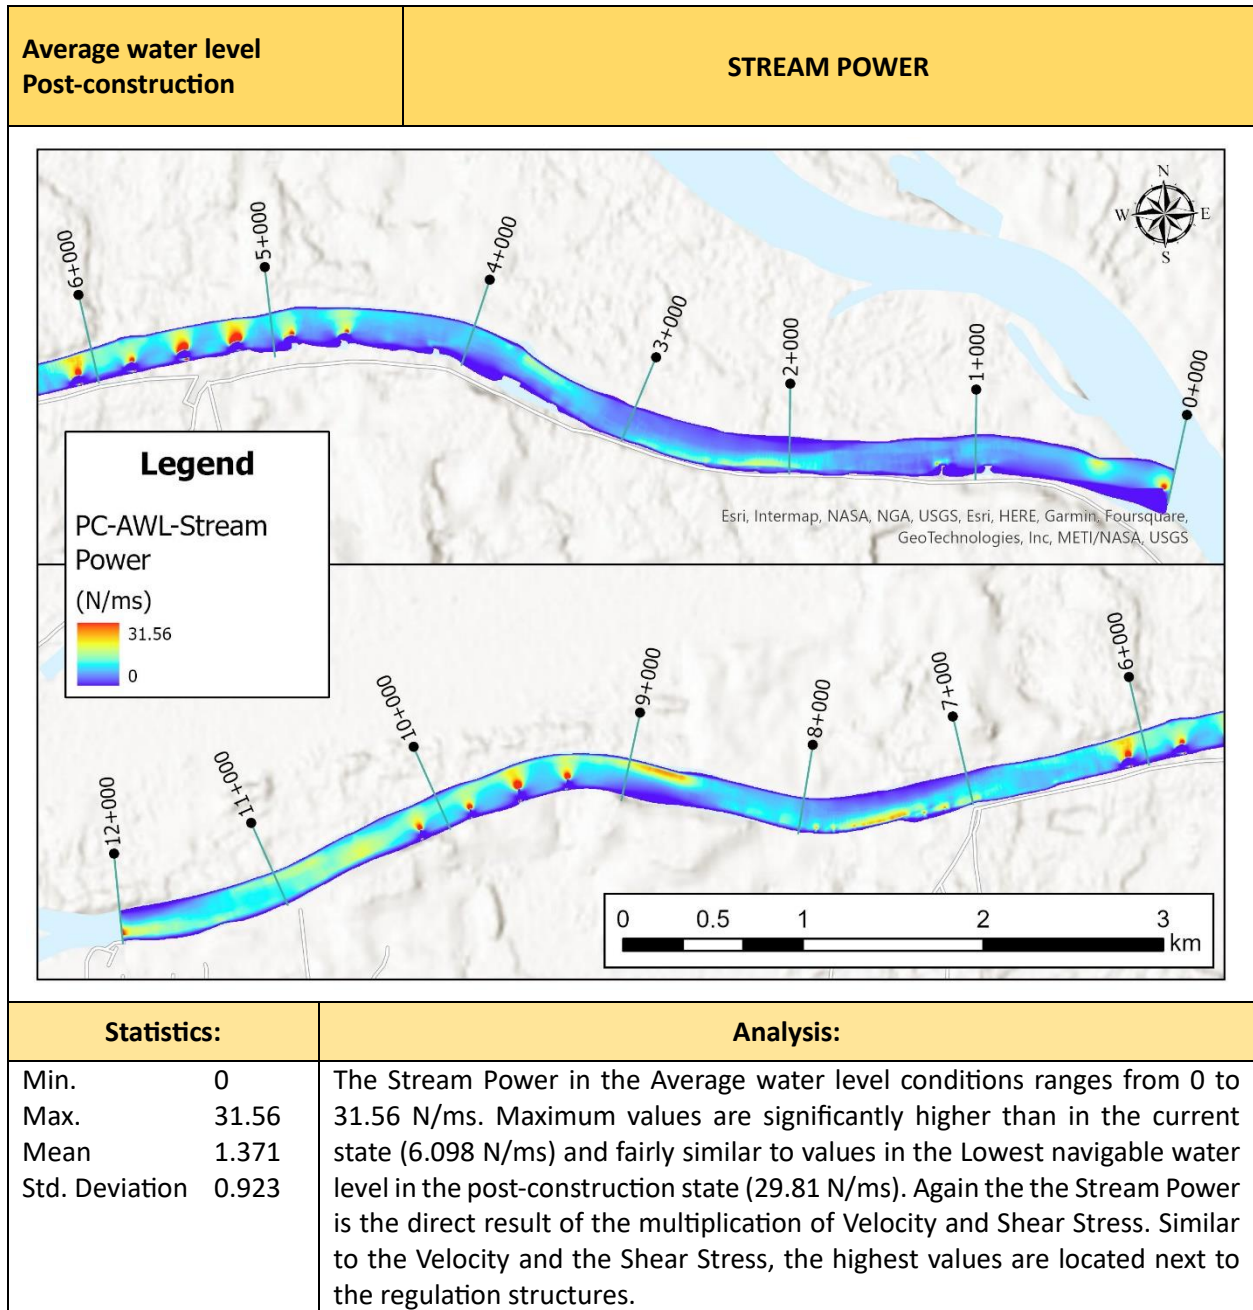 Average water level
Post-construction
STREAM POWER
N
W E
S
6+000
5+000
4+000
3+000
2+000
1+000
0+000
Esri, Intermap, NASA, NGA, USGS, Esri, HERE, Garmin, Foursquare,
GeoTechnologies, Inc, METI/NASA, USGS
Legend
PC-AWL-Stream
Power
(N/ms)
31.56
0
12+000
11+000
10+000
9+000
8+000
7+000
6+000
0 0.5 1 2 3
km
Statistics:
Min. 0
Max. 31.56
Mean 1.371
Std. Deviation 0.923
Analysis:
The Stream Power in the Average water level conditions ranges from 0 to
31.56 N/ms. Maximum values are significantly higher than in the current
state (6.098 N/ms) and fairly similar to values in the Lowest navigable water
level in the post-construction state (29.81 N/ms). Again the the Stream Power
is the direct result of the multiplication of Velocity and Shear Stress. Similar
to the Velocity and the Shear Stress, the highest values are located next to
the regulation structures.